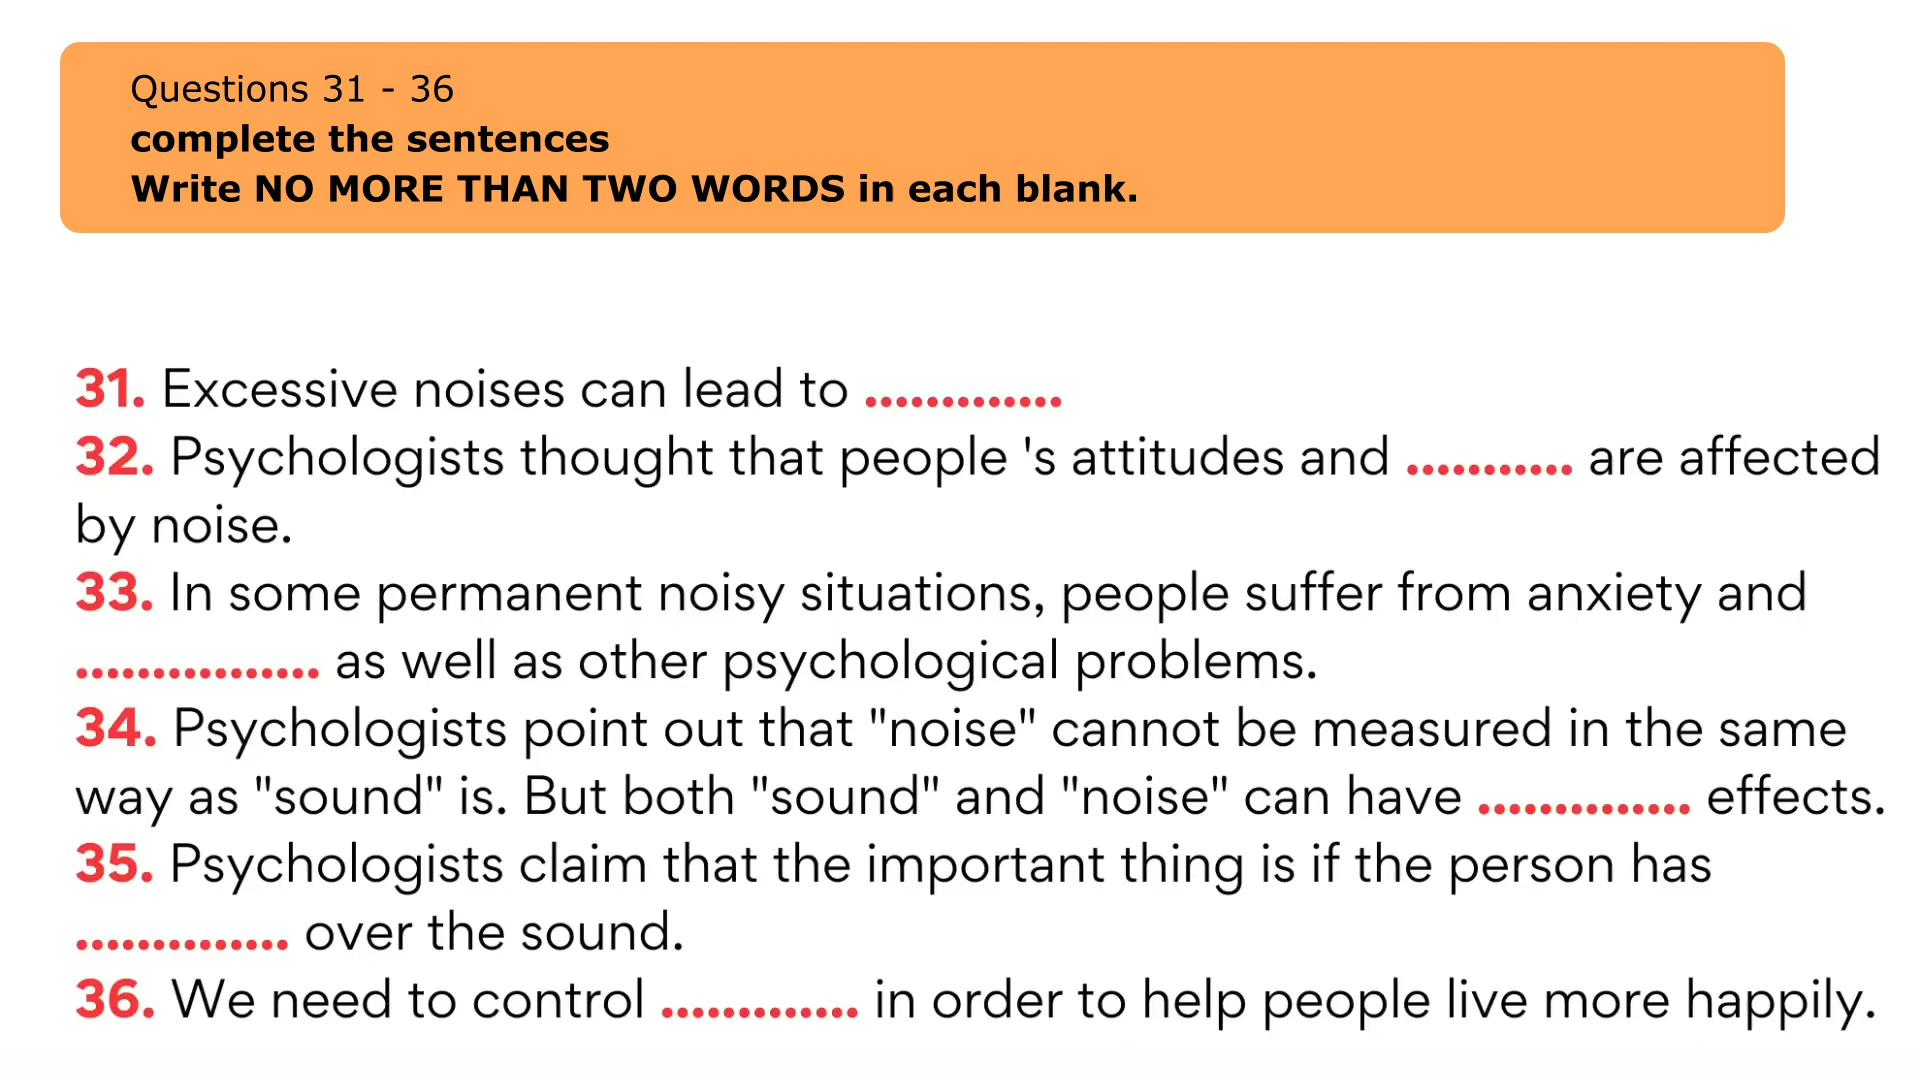 Questions 31 - 36
complete the sentences
Write NO MORE THAN TWO WORDS in each blank.
31. Excessive noises can lead to .............
32. Psychologists thought that people 's attitudes and ........... are affected
by noise.
33. In some permanent noisy situations, people suffer from anxiety and
................ as well as other psychological problems.
34. Psychologists point out that "noise" cannot be measured in the same
way as "sound" is. But both "sound" and "noise" can have .............. effects.
35. Psychologists claim that the important thing is if the person has
.............. over the sound.
36. We need to control ............. in order to help people live more happily.